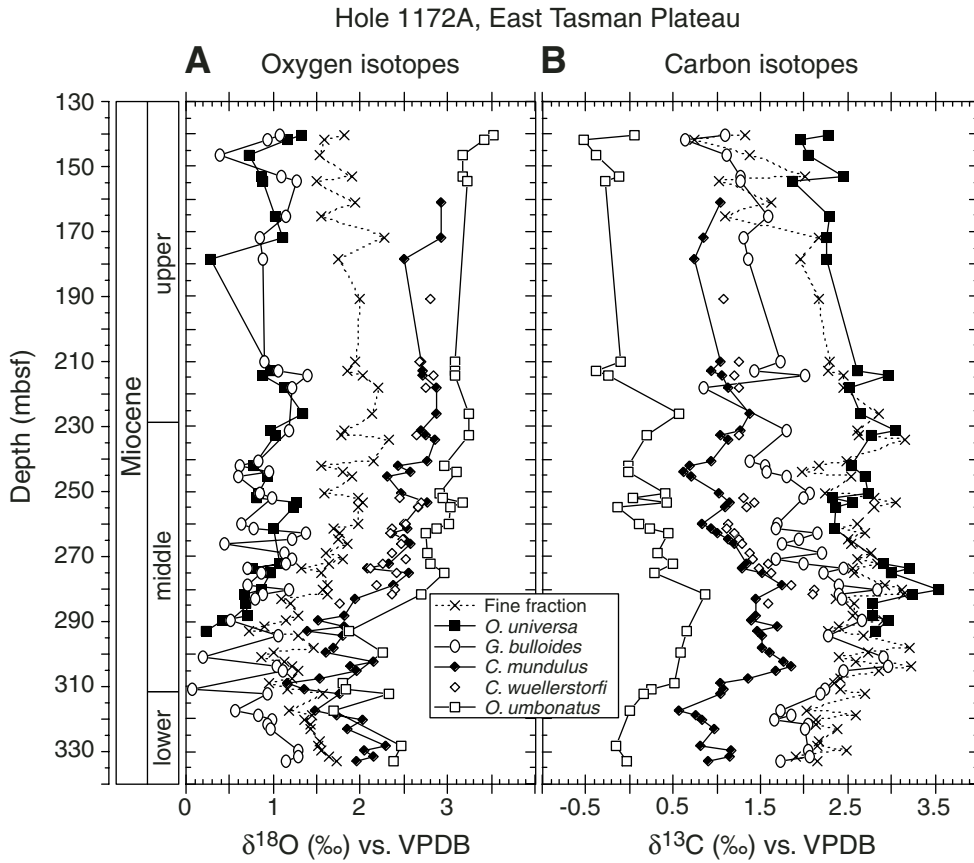 Hole 1172A, East Tasman Plateau
A Oxygen isotopes
B Carbon isotopes
Depth (mbsf)
130
150
170
190
210
230
250
270
290
310
330
Miocene
upper
middle
lower
Fine fraction
O. universa
G. bulloides
C. mundulus
C. wuellerstorfi
O. umbonatus
0 1 2 3
-0.5 0.5 1.5 2.5 3.5
δ¹⁸O (‰) vs. VPDB
δ¹³C (‰) vs. VPDB